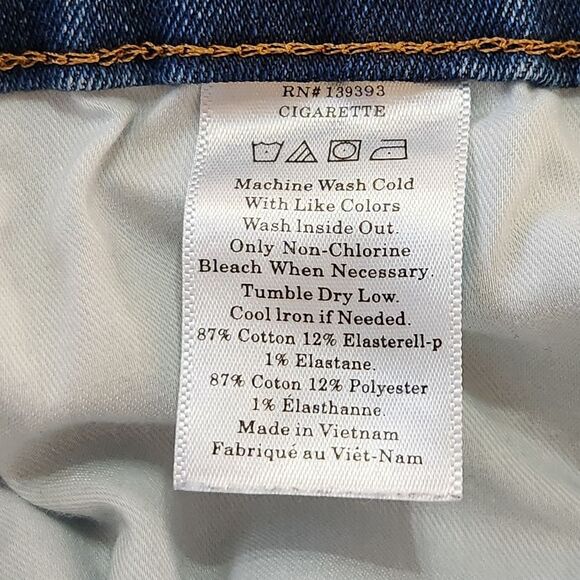 RN# 139393
CIGARETTE
Machine Wash Cold
With Like Colors
Wash Inside Out.
Only Non-Chlorine
Bleach When Necessary.
Tumble Dry Low.
Cool Iron if Needed.
87% Cotton 12% Elasterell-p
1% Elastane.
87% Coton 12% Polyester
1% Élasthanne.
Made in Vietnam
Fabriqué au Viêt-Nam